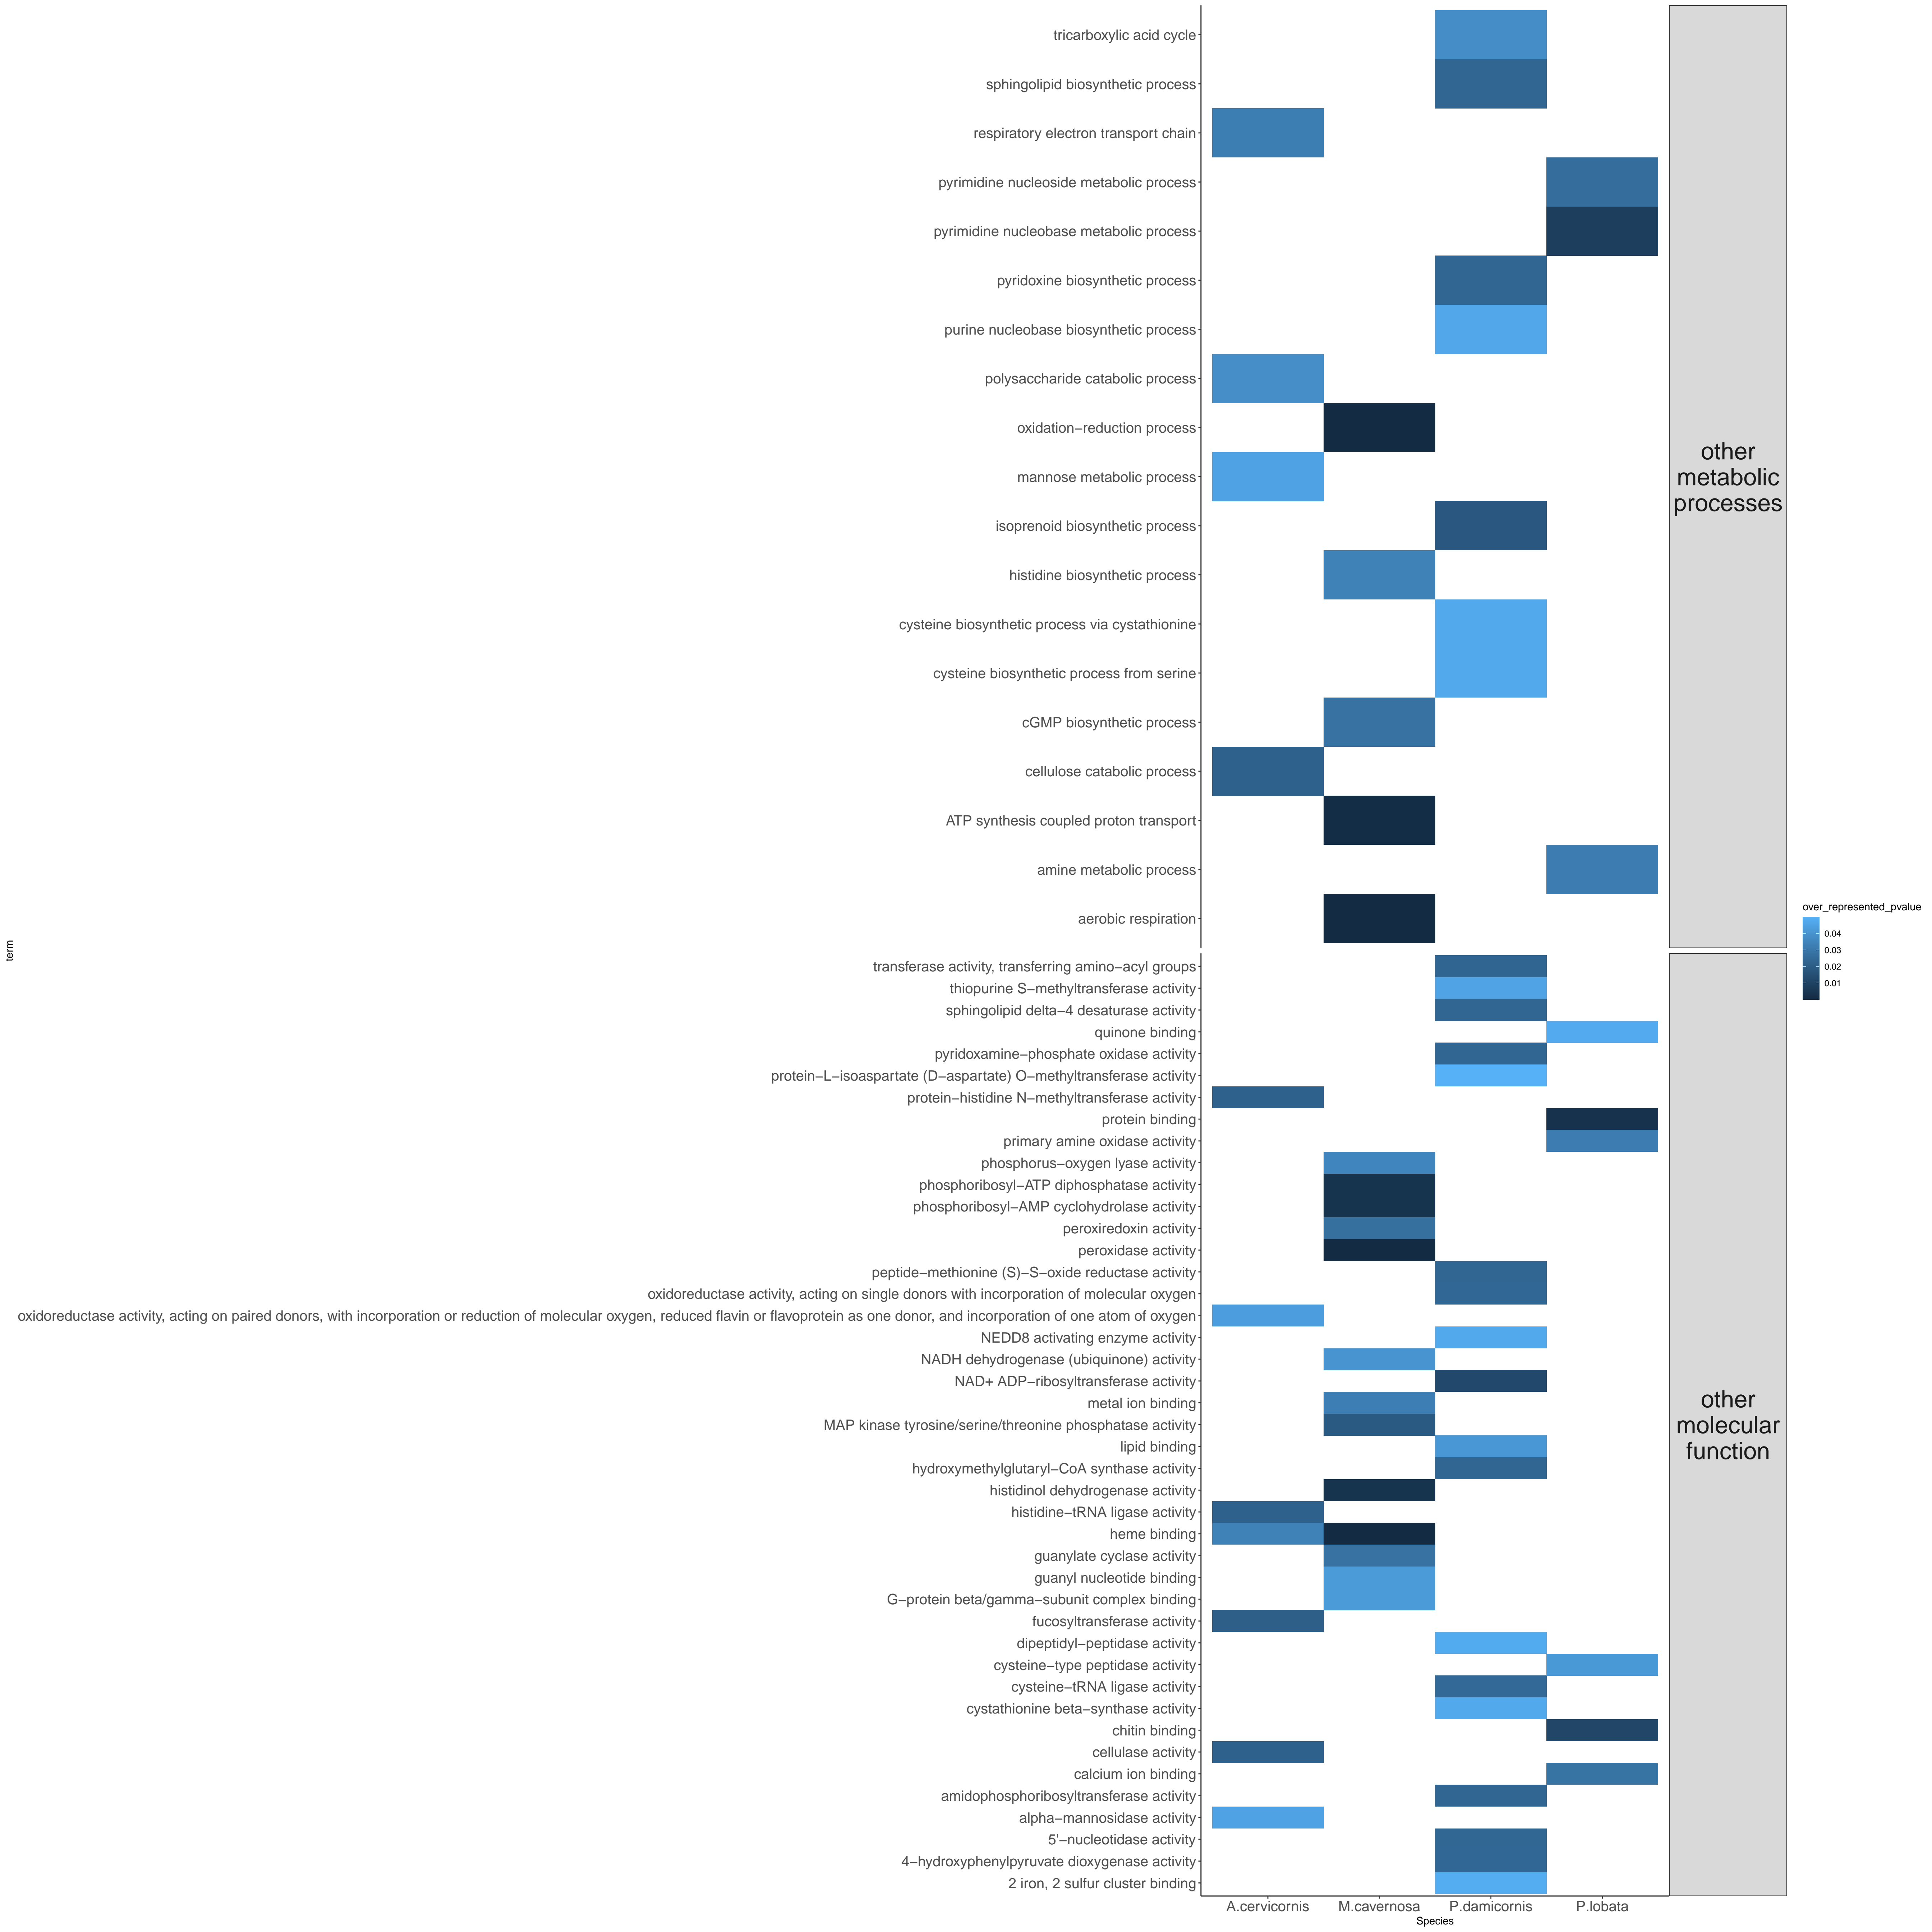 term
tricarboxylic acid cycle
sphingolipid biosynthetic process
respiratory electron transport chain
pyrimidine nucleoside metabolic process
pyrimidine nucleobase metabolic process
pyridoxine biosynthetic process
purine nucleobase biosynthetic process
polysaccharide catabolic process
oxidation−reduction process
mannose metabolic process
isoprenoid biosynthetic process
histidine biosynthetic process
cysteine biosynthetic process via cystathionine
cysteine biosynthetic process from serine
cGMP biosynthetic process
cellulose catabolic process
ATP synthesis coupled proton transport
amine metabolic process
aerobic respiration
other
metabolic
processes
transferase activity, transferring amino−acyl groups
thiopurine S−methyltransferase activity
sphingolipid delta−4 desaturase activity
quinone binding
pyridoxamine−phosphate oxidase activity
protein−L−isoaspartate (D−aspartate) O−methyltransferase activity
protein−histidine N−methyltransferase activity
protein binding
primary amine oxidase activity
phosphorus−oxygen lyase activity
phosphoribosyl−ATP diphosphatase activity
phosphoribosyl−AMP cyclohydrolase activity
peroxiredoxin activity
peroxidase activity
peptide−methionine (S)−S−oxide reductase activity
oxidoreductase activity, acting on single donors with incorporation of molecular oxygen
oxidoreductase activity, acting on paired donors, with incorporation or reduction of molecular oxygen, reduced flavin or flavoprotein as one donor, and incorporation of one atom of oxygen
NEDD8 activating enzyme activity
NADH dehydrogenase (ubiquinone) activity
NAD+ ADP−ribosyltransferase activity
metal ion binding
MAP kinase tyrosine/serine/threonine phosphatase activity
lipid binding
hydroxymethylglutaryl−CoA synthase activity
histidinol dehydrogenase activity
histidine−tRNA ligase activity
heme binding
guanylate cyclase activity
guanyl nucleotide binding
G−protein beta/gamma−subunit complex binding
fucosyltransferase activity
dipeptidyl−peptidase activity
cysteine−type peptidase activity
cysteine−tRNA ligase activity
cystathionine beta−synthase activity
chitin binding
cellulase activity
calcium ion binding
amidophosphoribosyltransferase activity
alpha−mannosidase activity
5'−nucleotidase activity
4−hydroxyphenylpyruvate dioxygenase activity
2 iron, 2 sulfur cluster binding
other
molecular
function
A.cervicornis M.cavernosa P.damicornis P.lobata
Species
over_represented_pvalue
0.04
0.03
0.02
0.01